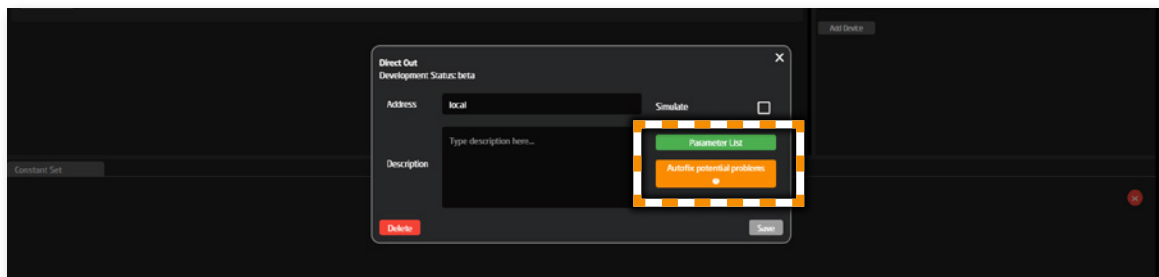 Add Device
Direct Out
Development Status: beta
Address
local
Simulate
Type description here...
Parameter List
Description
Autofix potential problems
Constant Set
Delete
Save